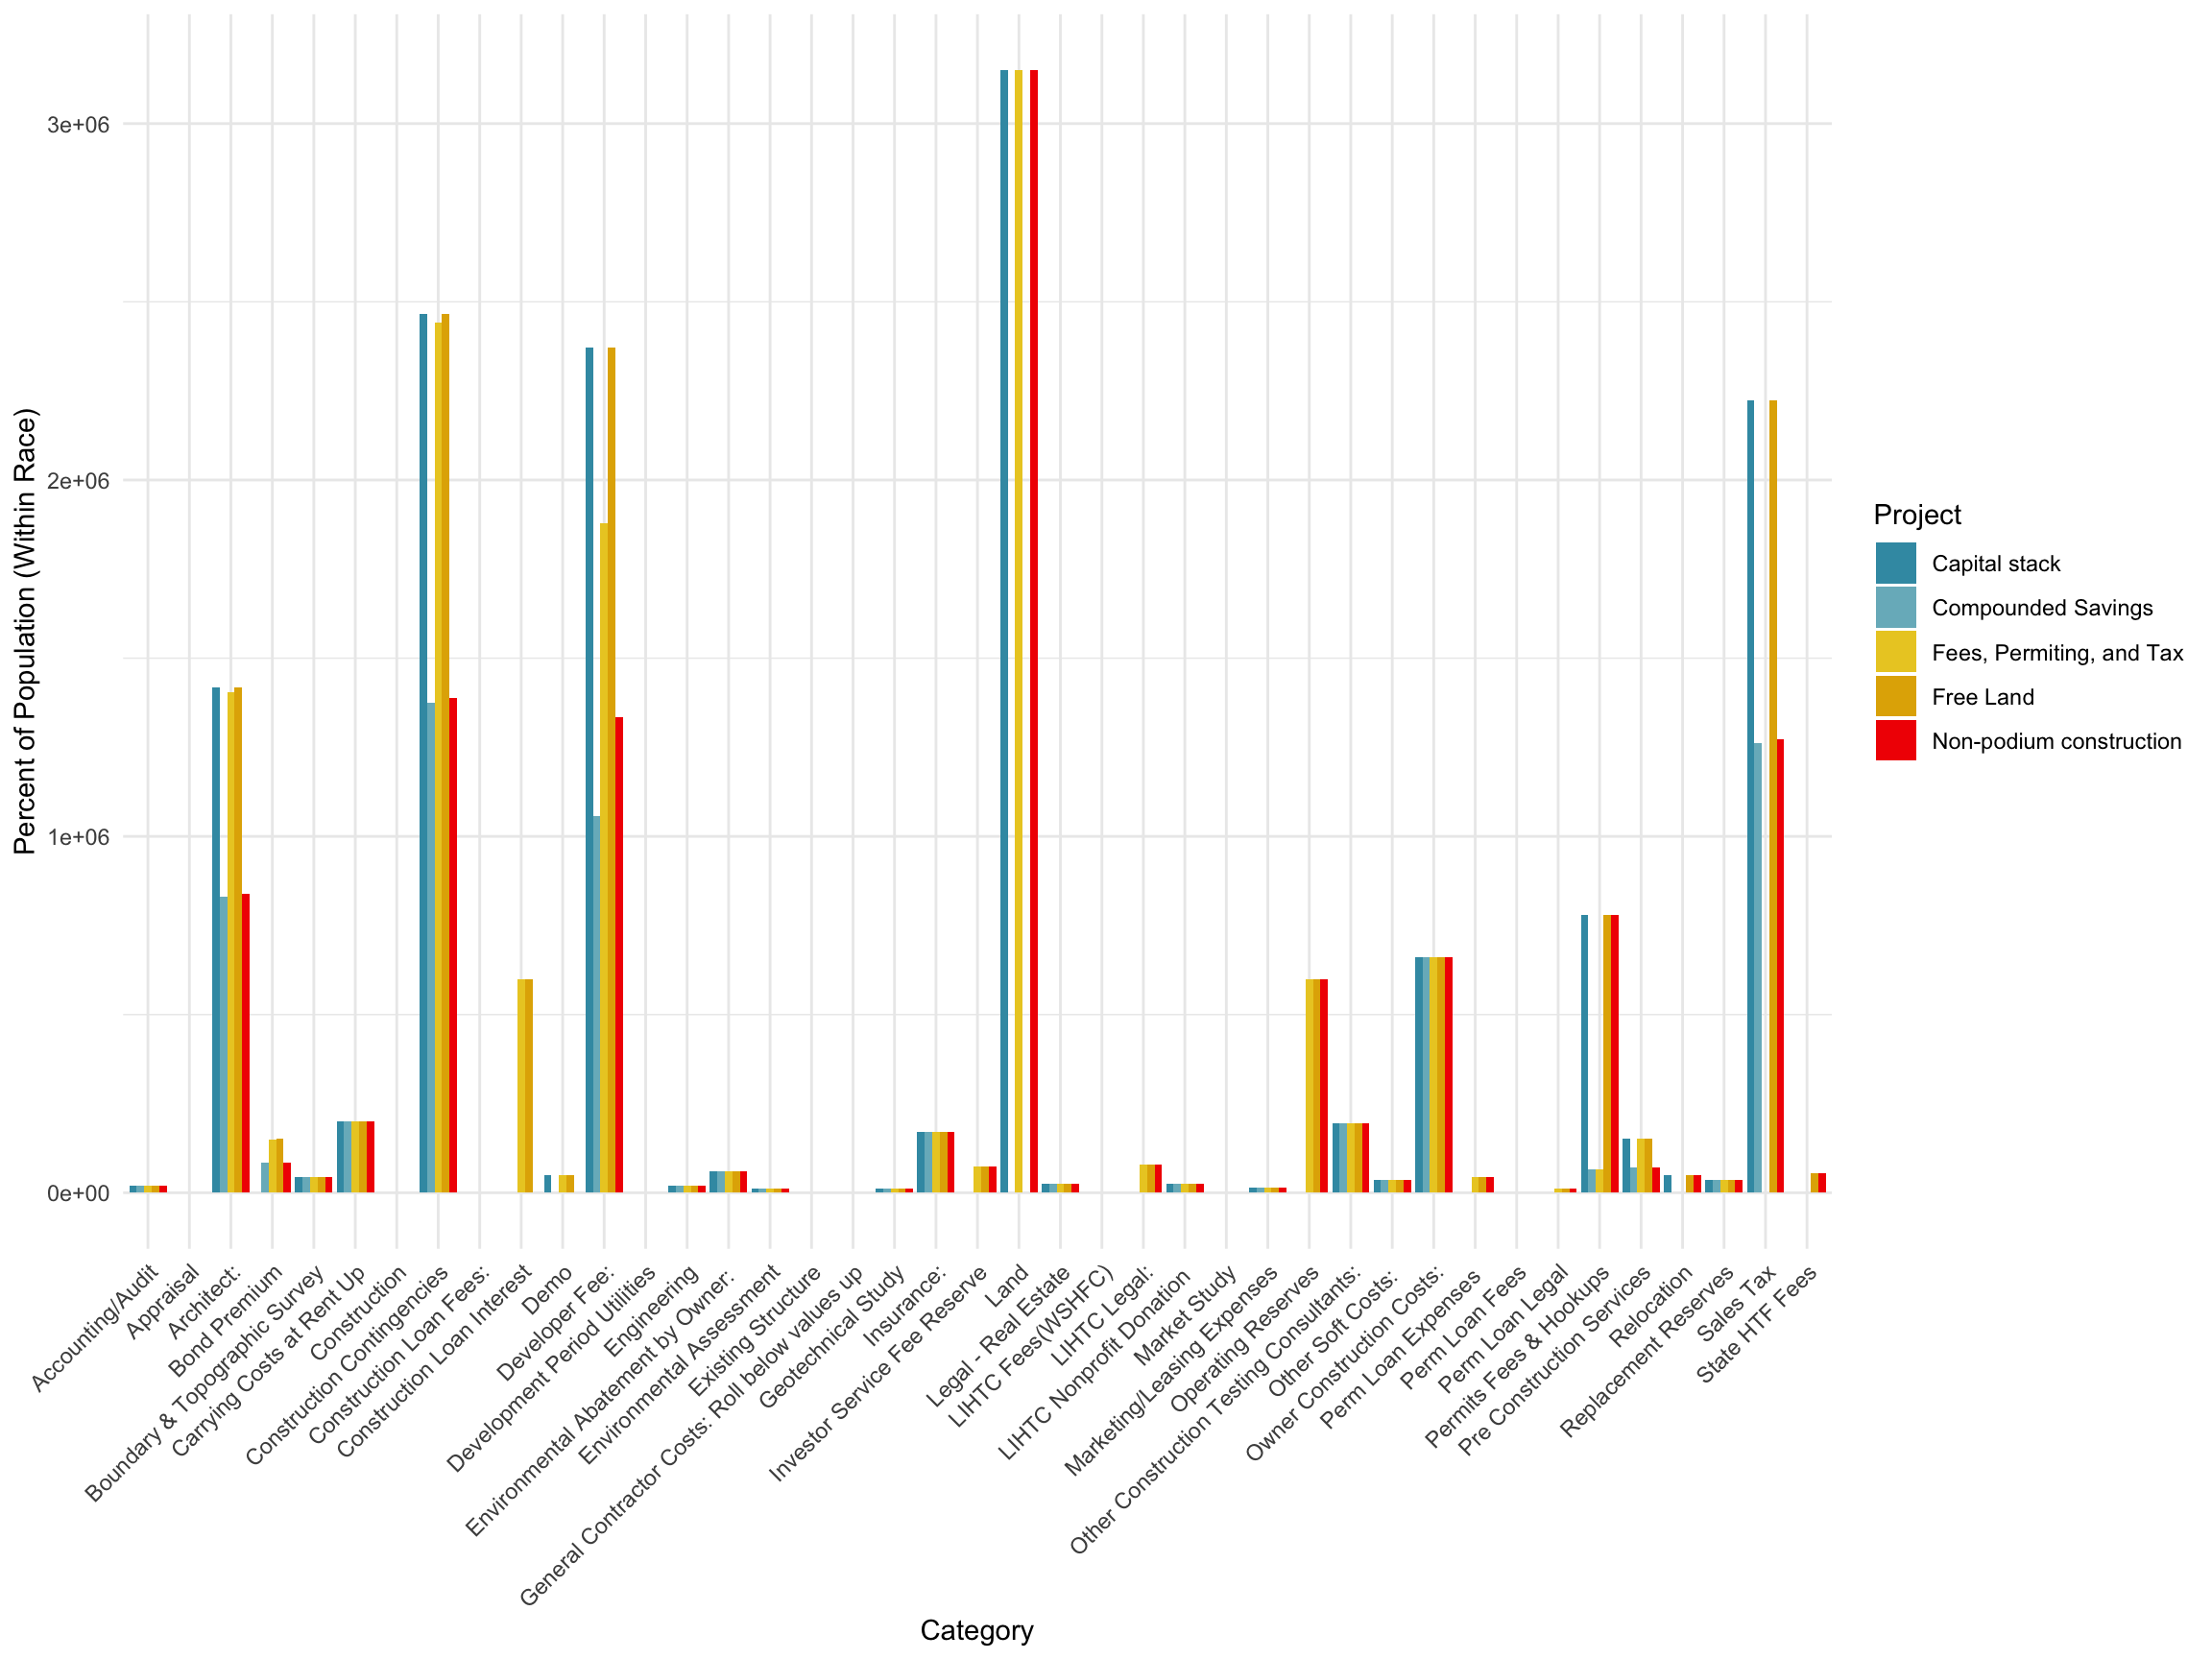 3e+06
2e+06
1e+06
0e+00
Percent of Population (Within Race)
Accounting/Audit
Appraisal
Architect:
Bond Premium
Boundary & Topographic Survey
Carrying Costs at Rent Up
Construction
Construction Contingencies
Construction Loan Fees:
Construction Loan Interest
Demo
Developer Fee:
Development Period Utilities
Engineering
Environmental Abatement by Owner:
Environmental Assessment
Existing Structure
General Contractor Costs: Roll below values up
Geotechnical Study
Insurance:
Investor Service Fee Reserve
Land
Legal - Real Estate
LIHTC Fees(WSHFC)
LIHTC Legal:
LIHTC Nonprofit Donation
Market Study
Marketing/Leasing Expenses
Operating Reserves
Other Construction Testing Consultants:
Other Soft Costs:
Owner Construction Costs:
Perm Loan Expenses
Perm Loan Fees
Perm Loan Legal
Permits Fees & Hookups
Pre Construction Services
Relocation
Replacement Reserves
Sales Tax
State HTF Fees
Category
Project
Capital stack
Compounded Savings
Fees, Permiting, and Tax
Free Land
Non-podium construction